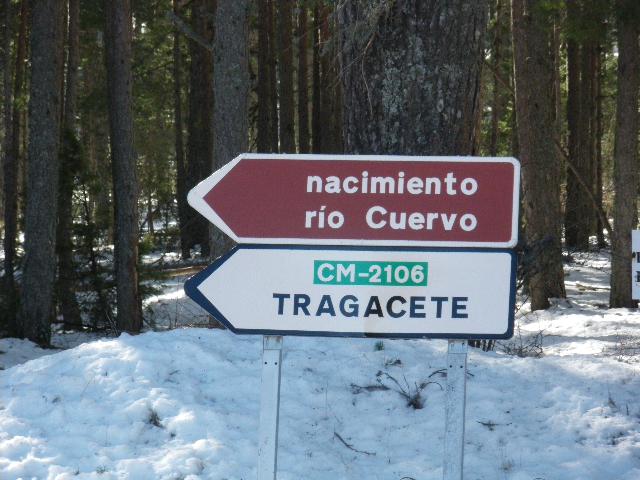 nacimiento
río Cuervo
CM-2106
TRAGACETE